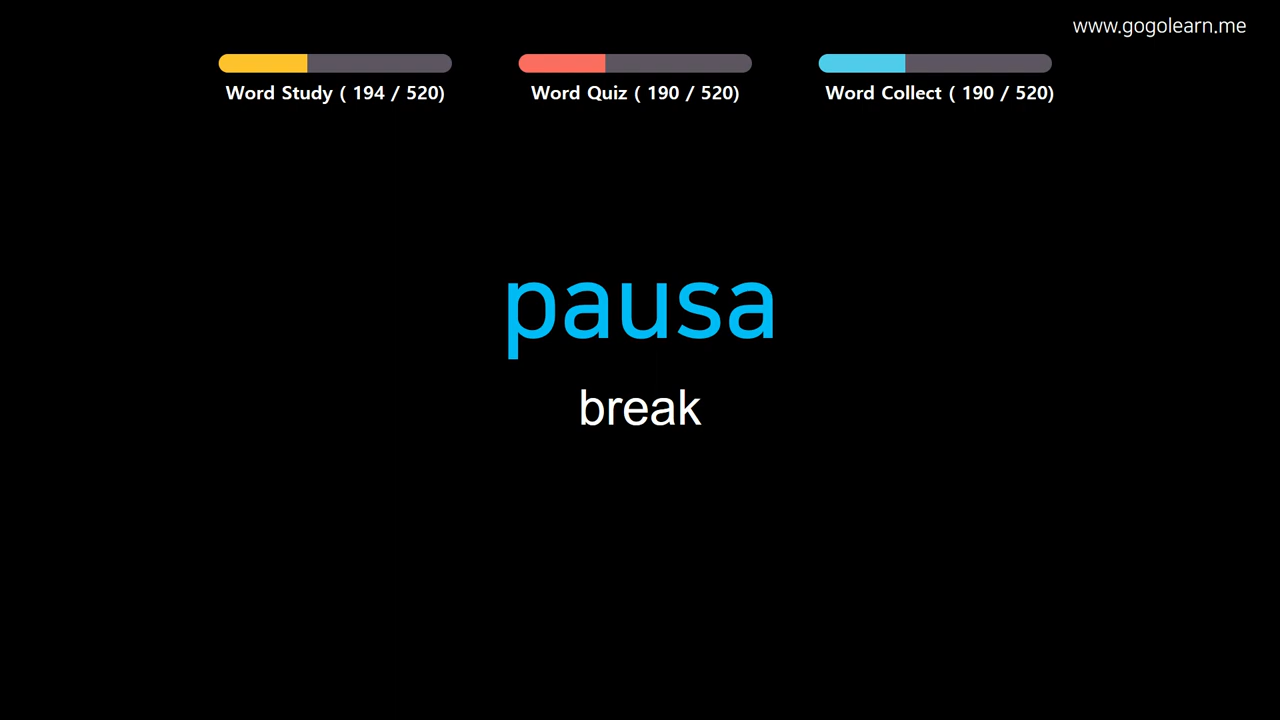 www.gogolearn.me
Word Study ( 194 / 520)
Word Quiz ( 190 / 520)
Word Collect ( 190 / 520)
pausa
break